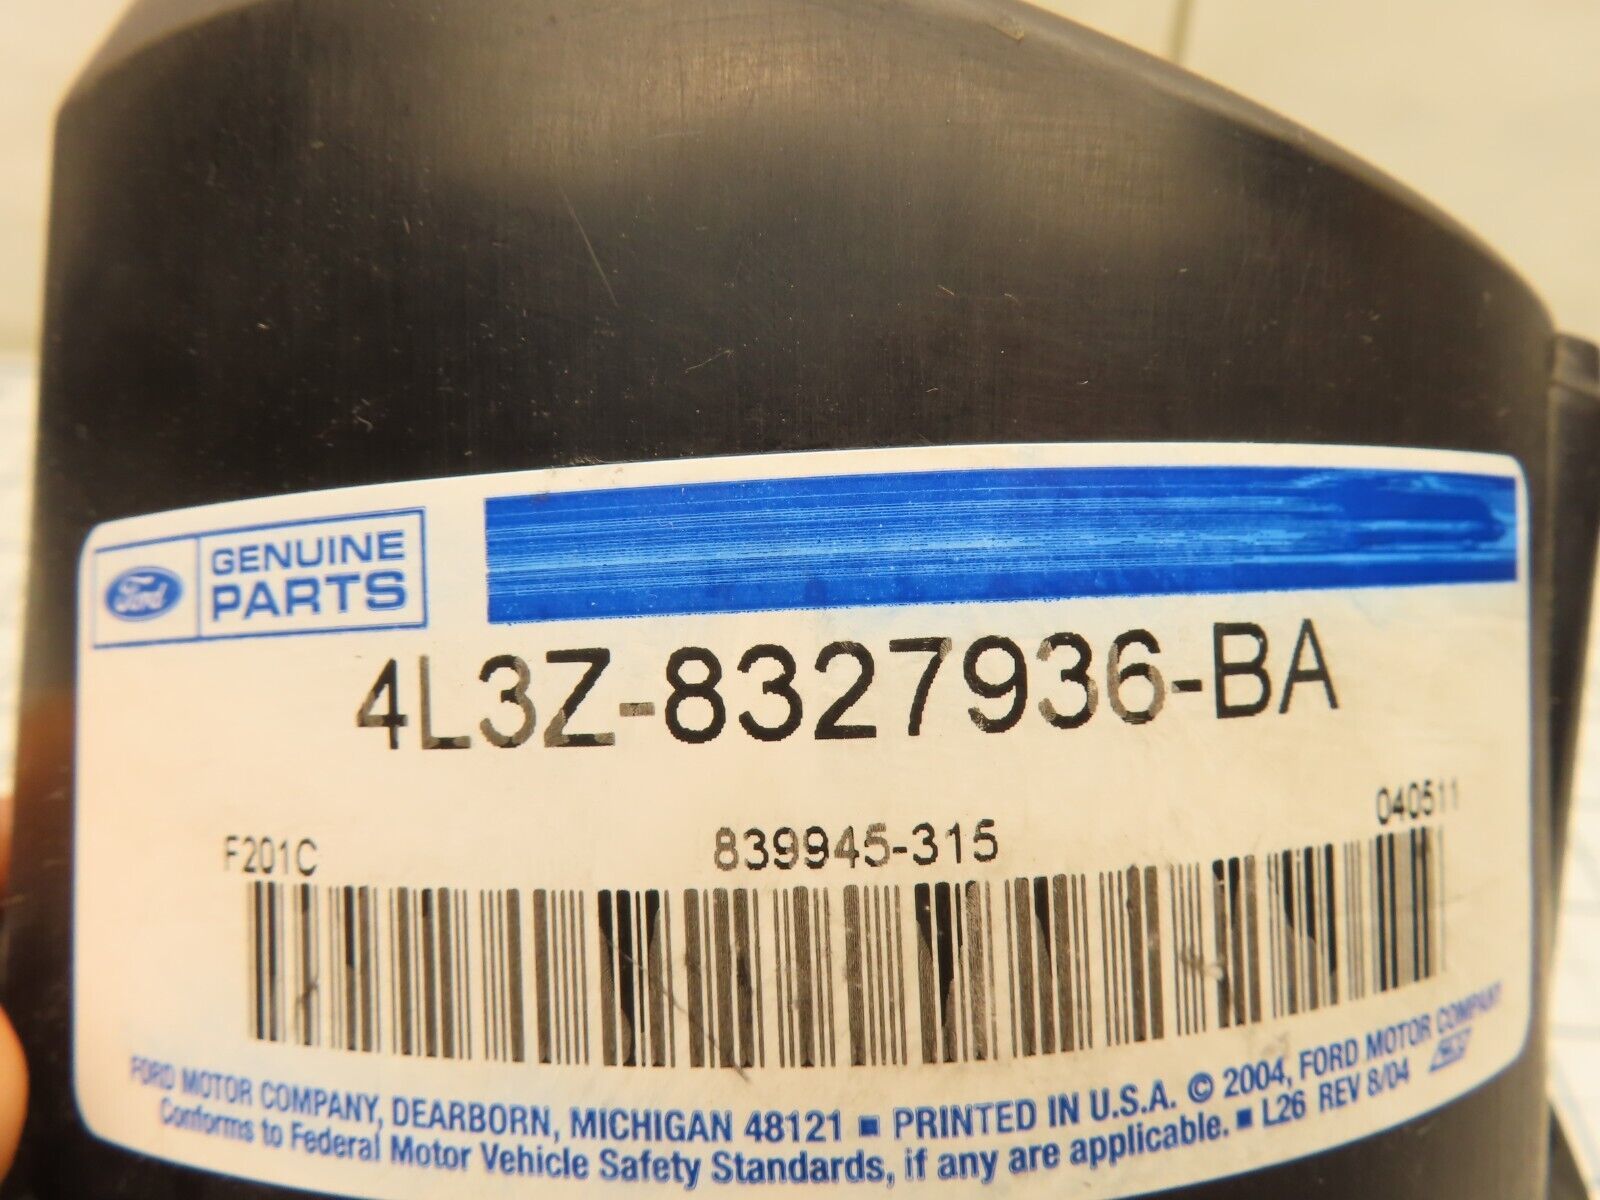 Ford
GENUINE
PARTS
4L3Z-8327936-BA
F201C
839945-315
040511
FORD MOTOR COMPANY, DEARBORN, MICHIGAN 48121 ■ PRINTED IN U.S.A. © 2004, FORD MOTOR COMPANY
Conforms to Federal Motor Vehicle Safety Standards, if any are applicable. ■ L26 REV 8/04